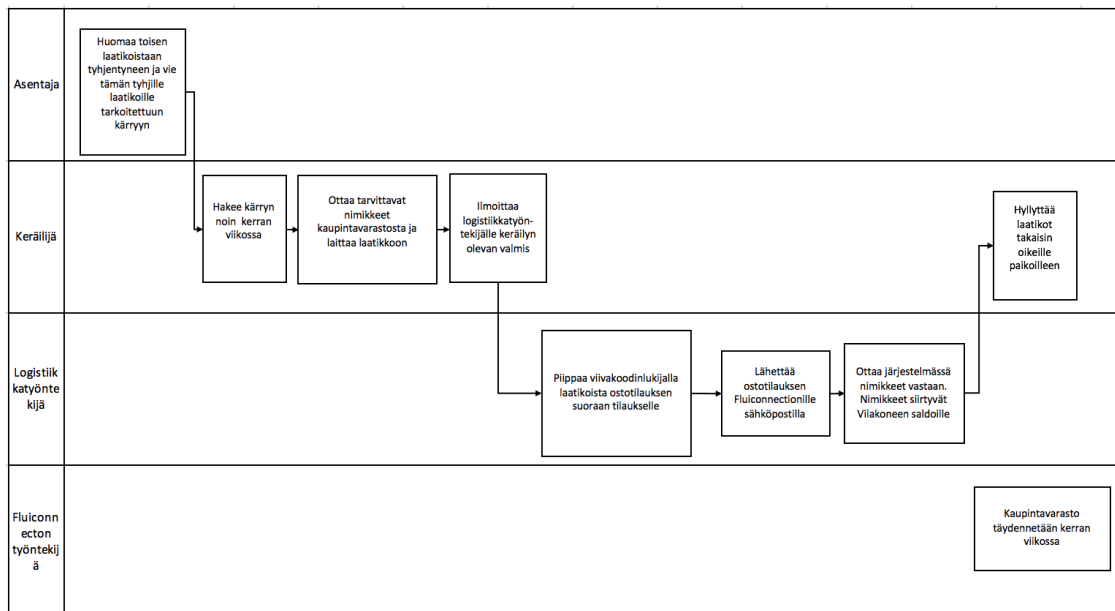 Asentaja
Huomaa toisen
laatikoistaan
tyhjentyneen ja vie
tämän tyhjille
laatikoille
tarkoitettuun
kärryyn
Keräilijä
Hakee kärryn
noin kerran
viikossa
Ottaa tarvittavat
nimikkeet
kaupintavarastosta ja
laittaa laatikkoon
Ilmoittaa
logistiikkatyön-
tekijälle keräilyn
olevan valmis
Hyllyttää
laatikot
takaisin
oikeille
paikoilleen
Logistiik
katyönte
kijä
Piippaa viivakoodinlukijalla
laatikoista ostotilauksen
suoraan tilaukselle
Lähettää
ostotilauksen
Fluiconnectionille
sähköpostilla
Ottaa järjestelmässä
nimikkeet vastaan.
Nimikkeet siirtyvät
Vilakoneen saldoille
Fluiconn
ecton
työntekij
ä
Kaupintavarasto
täydennetään kerran
viikossa